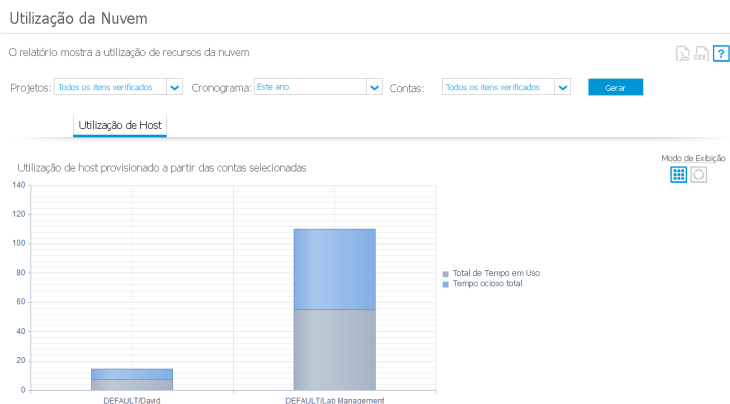 Utilização da Nuvem
O relatório mostra a utilização de recursos da nuvem
CSV ?
Projetos: Todos os itens verificados Cronograma: Este ano Contas: Todos os itens verificados Gerar
Utilização de Host
Modo de Exibição
Utilização de host provisionado a partir das contas selecionadas
140
120
100
80
60
40
20
0
Total de Tempo em Uso
Tempo ocioso total
DEFAULT/David DEFAULT/Lab Management